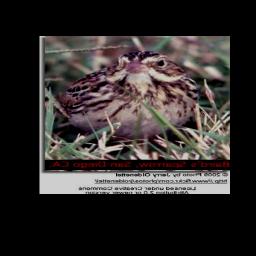 Baird's Sparrow, San Diego CA
© 2006 Photo by Jerry Oldenettel
http://www.flickr.com/photos/oldenettel/
Licensed under Creative Commons
Attribution 2.0 or newer version